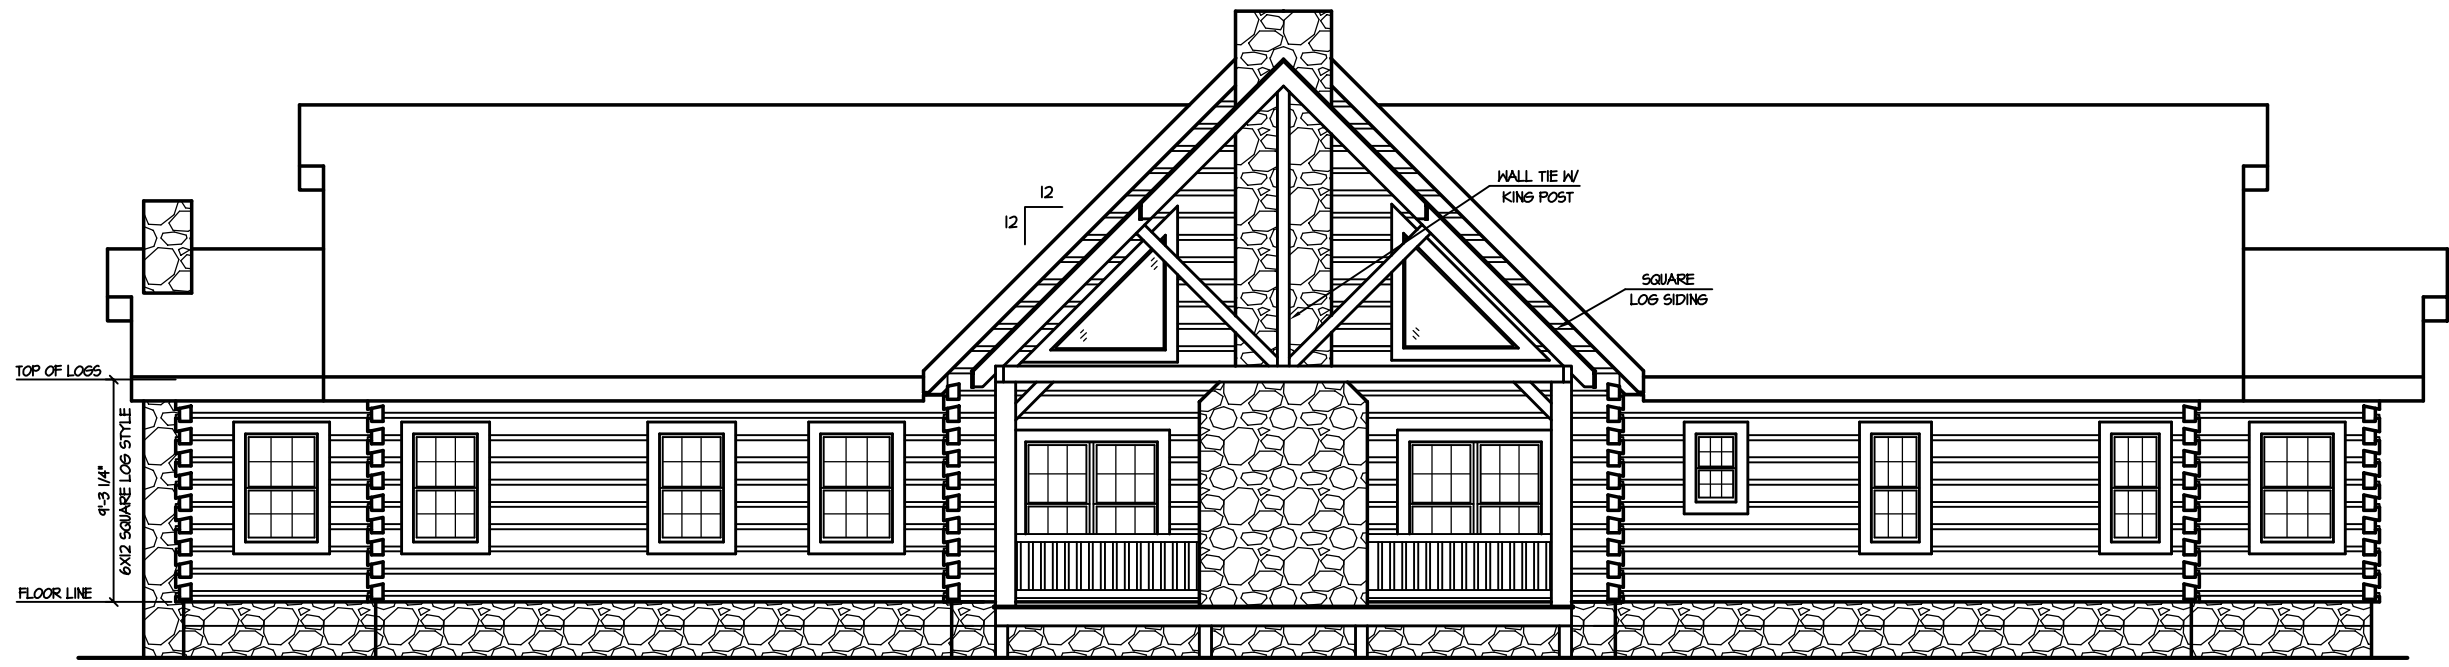 WALL TIE W/
KING POST
12
12
SQUARE
LOG SIDING
TOP OF LOGS
9'-3 1/4"
6X12 SQUARE LOG STYLE
FLOOR LINE